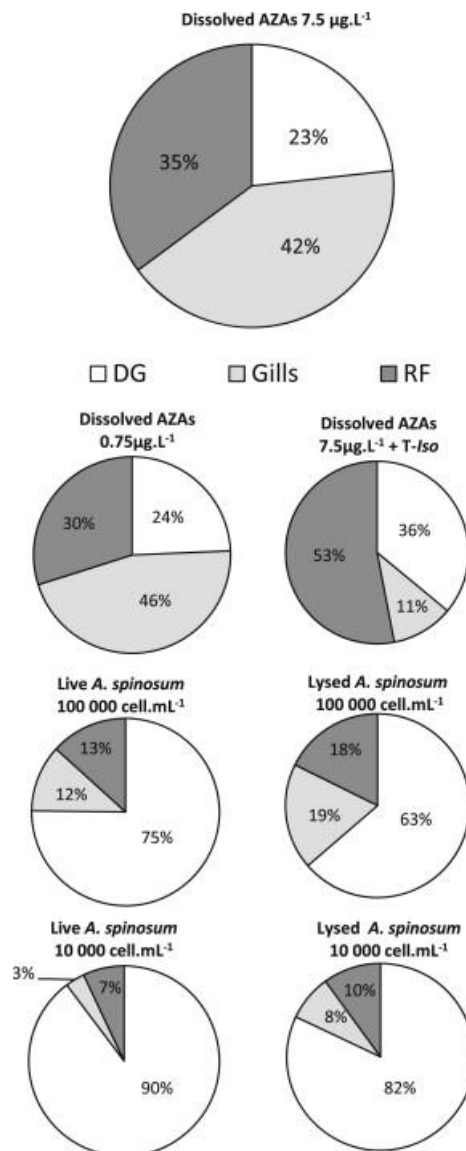 Dissolved AZAs 7.5 µg.L⁻¹
35%
23%
42%
DG Gills RF
Dissolved AZAs
0.75µg.L⁻¹
30%
24%
46%
Dissolved AZAs
7.5µg.L⁻¹ + T-Iso
53%
36%
11%
Live A. spinosum
100 000 cell.mL⁻¹
13%
12%
75%
Lysed A. spinosum
100 000 cell.mL⁻¹
18%
19%
63%
Live A. spinosum
10 000 cell.mL⁻¹
3%
7%
90%
Lysed A. spinosum
10 000 cell.mL⁻¹
10%
8%
82%